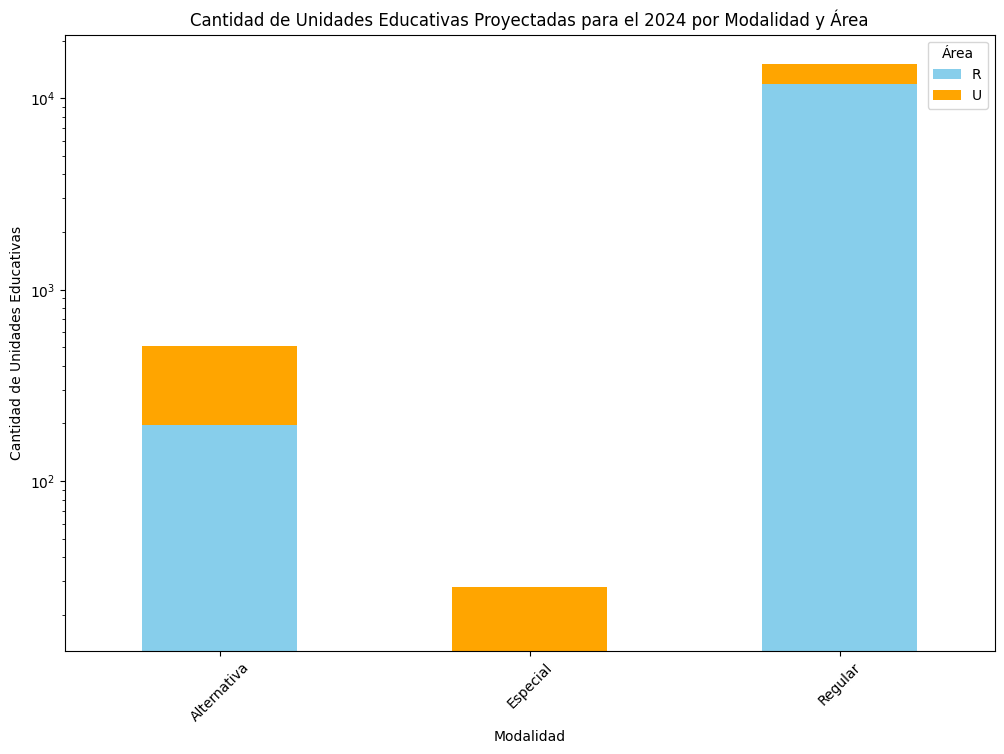 Cantidad de Unidades Educativas Proyectadas para el 2024 por Modalidad y Área
Área
R
U
10⁴
10³
10²
Cantidad de Unidades Educativas
Alternativa
Especial
Regular
Modalidad